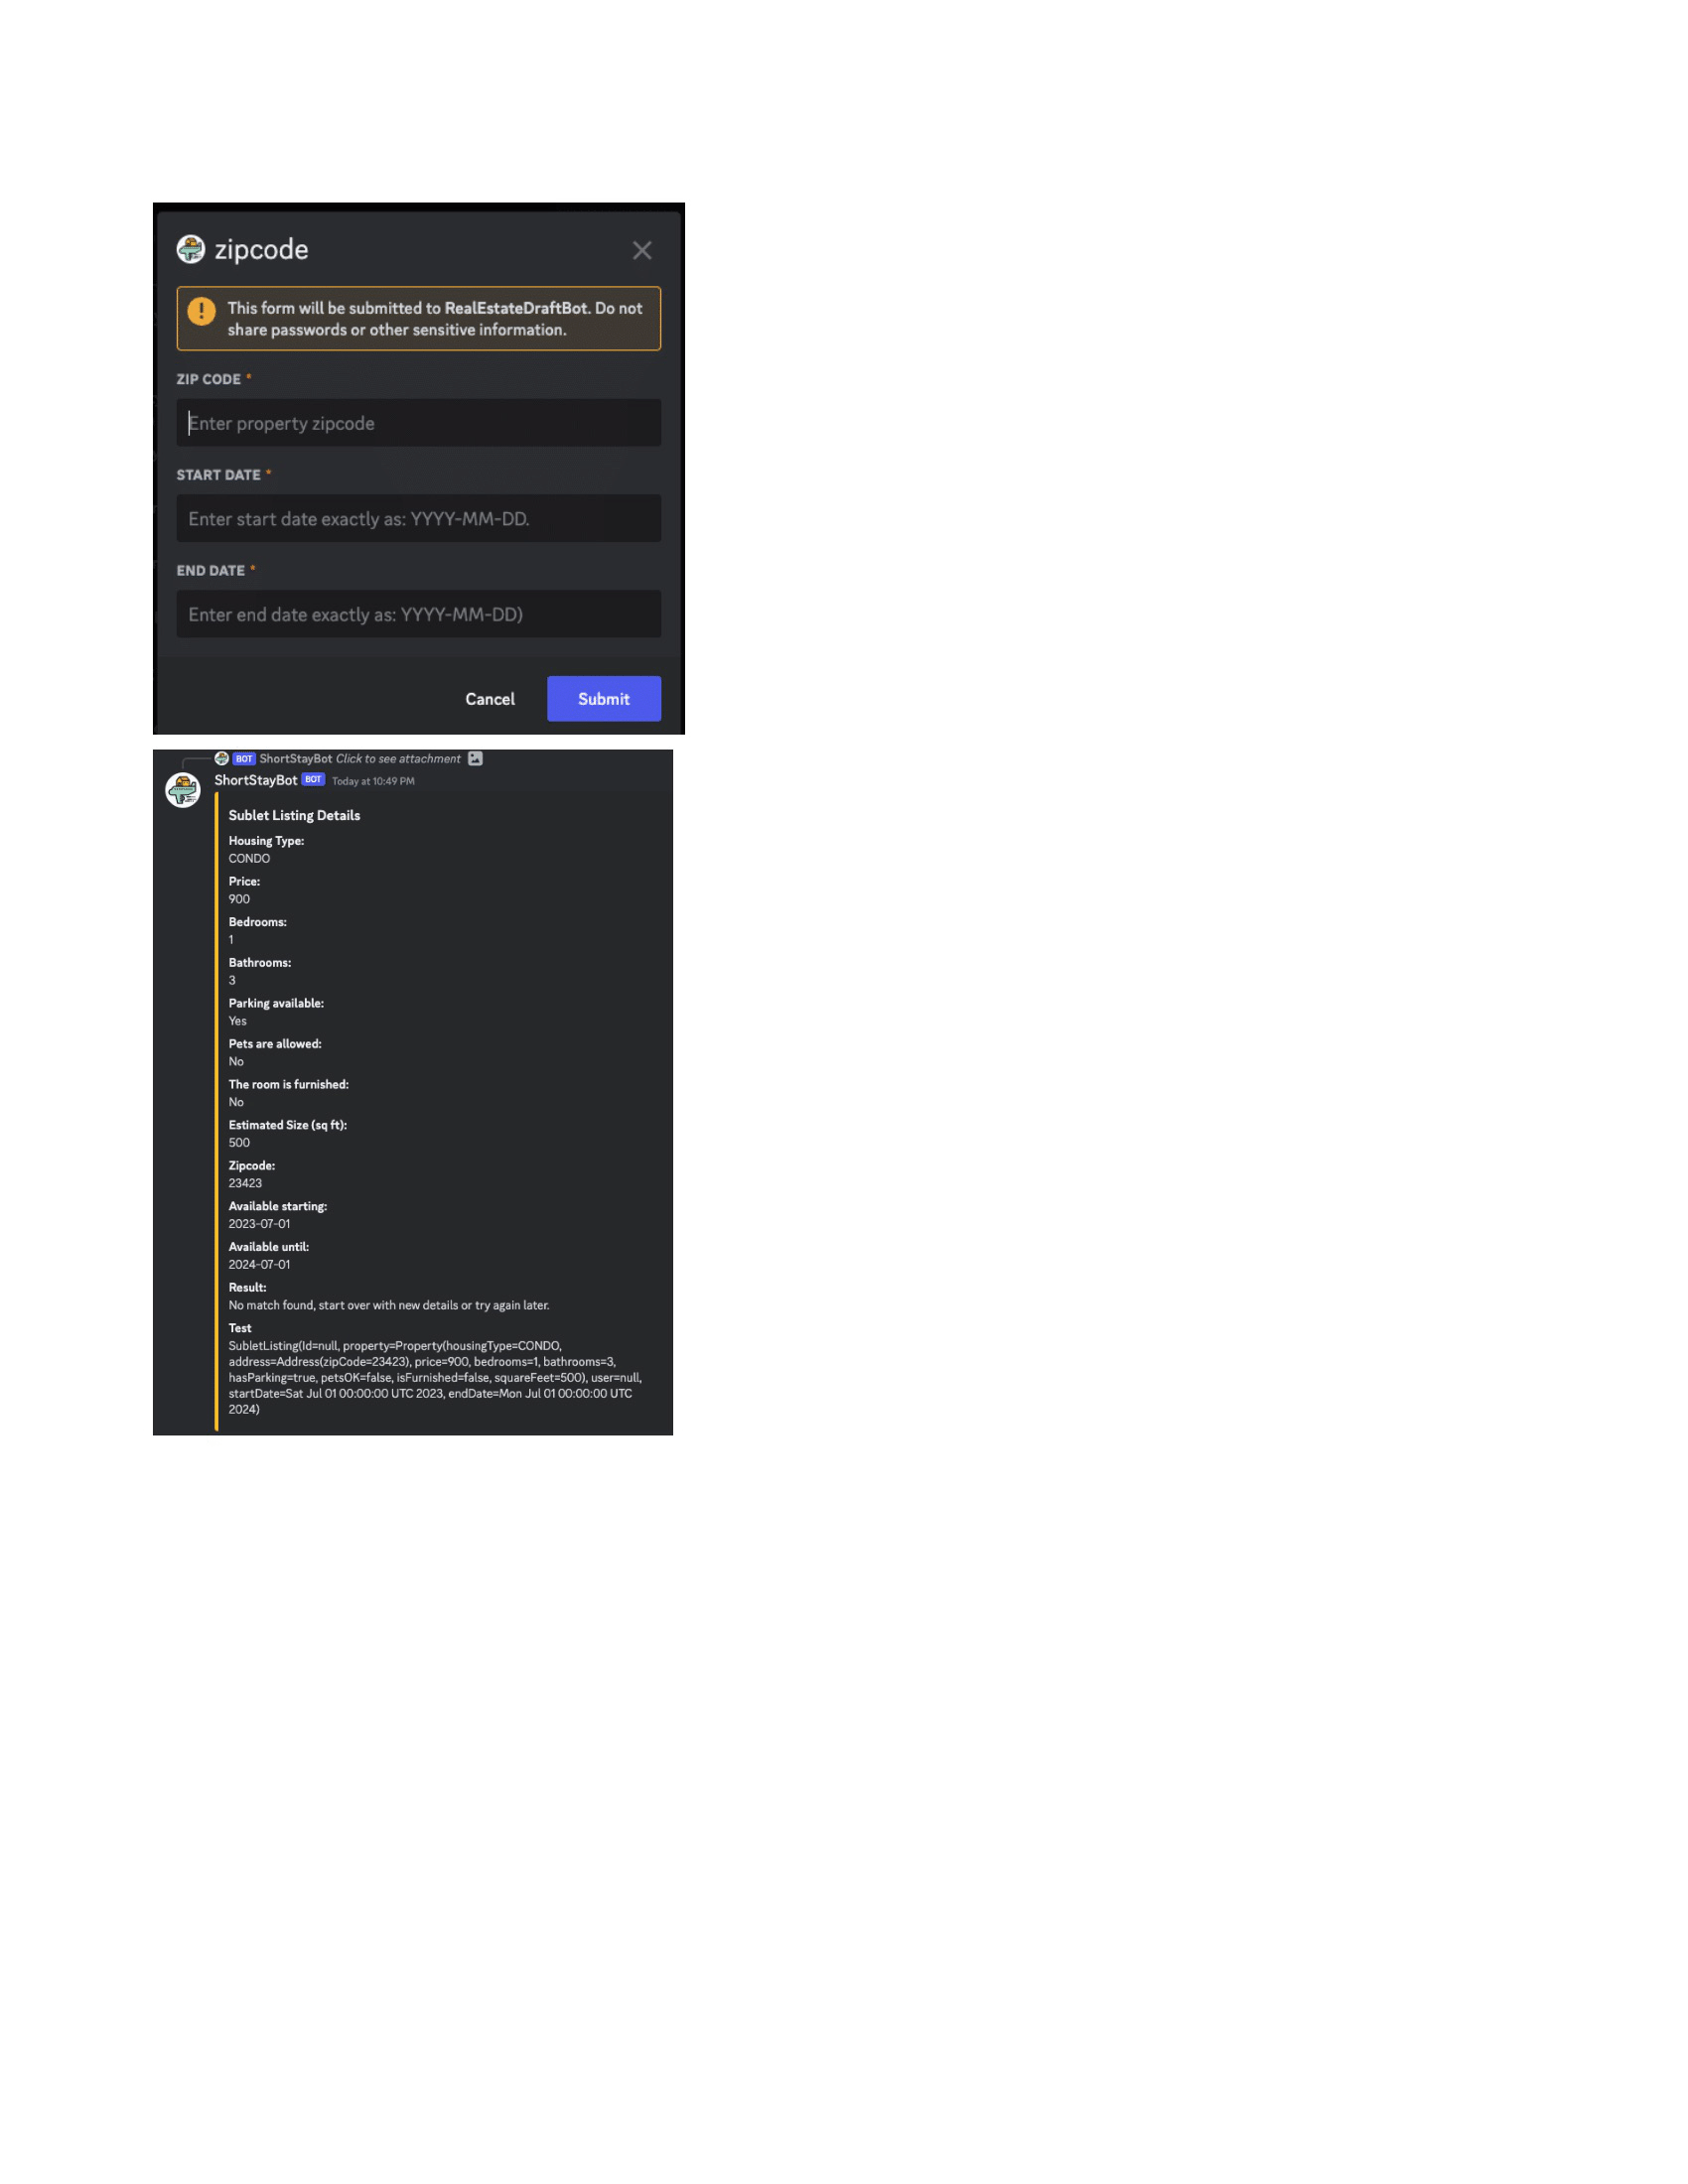 zipcode
This form will be submitted to RealEstateDraftBot. Do not
share passwords or other sensitive information.
ZIP CODE *
Enter property zipcode
START DATE *
Enter start date exactly as: YYYY-MM-DD.
END DATE *
Enter end date exactly as: YYYY-MM-DD)
Cancel
Submit
BOT ShortStayBot Click to see attachment
ShortStayBot BOT Today at 10:49 PM
Sublet Listing Details
Housing Type:
CONDO
Price:
900
Bedrooms:
1
Bathrooms:
3
Parking available:
Yes
Pets are allowed:
No
The room is furnished:
No
Estimated Size (sq ft):
500
Zipcode:
23423
Available starting:
2023-07-01
Available until:
2024-07-01
Result:
No match found, start over with new details or try again later.
Test
SubletListing(Id=null, property=Property(housingType=CONDO,
address=Address(zipCode=23423), price=900, bedrooms=1, bathrooms=3,
hasParking=true, petsOK=false, isFurnished=false, squareFeet=500), user=null,
startDate=Sat Jul 01 00:00:00 UTC 2023, endDate=Mon Jul 01 00:00:00 UTC
2024)